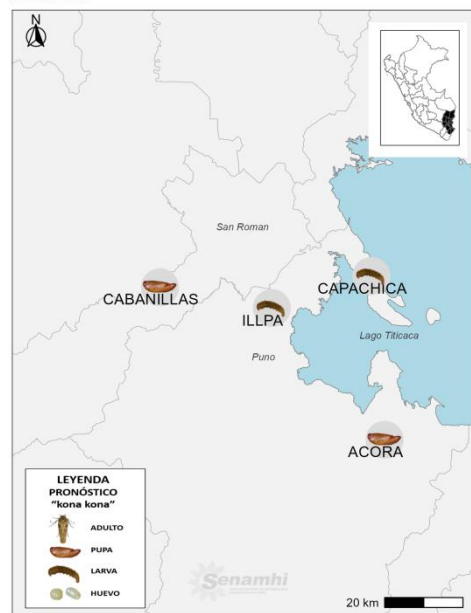 N
San Roman
CABANILLAS
CAPACHICA
ILLPA
Lago Titicaca
Puno
ACORA
LEYENDA
PRONÓSTICO
“kona kona”
ADULTO
PUPA
LARVA
HUEVO
Senamhi
20 km